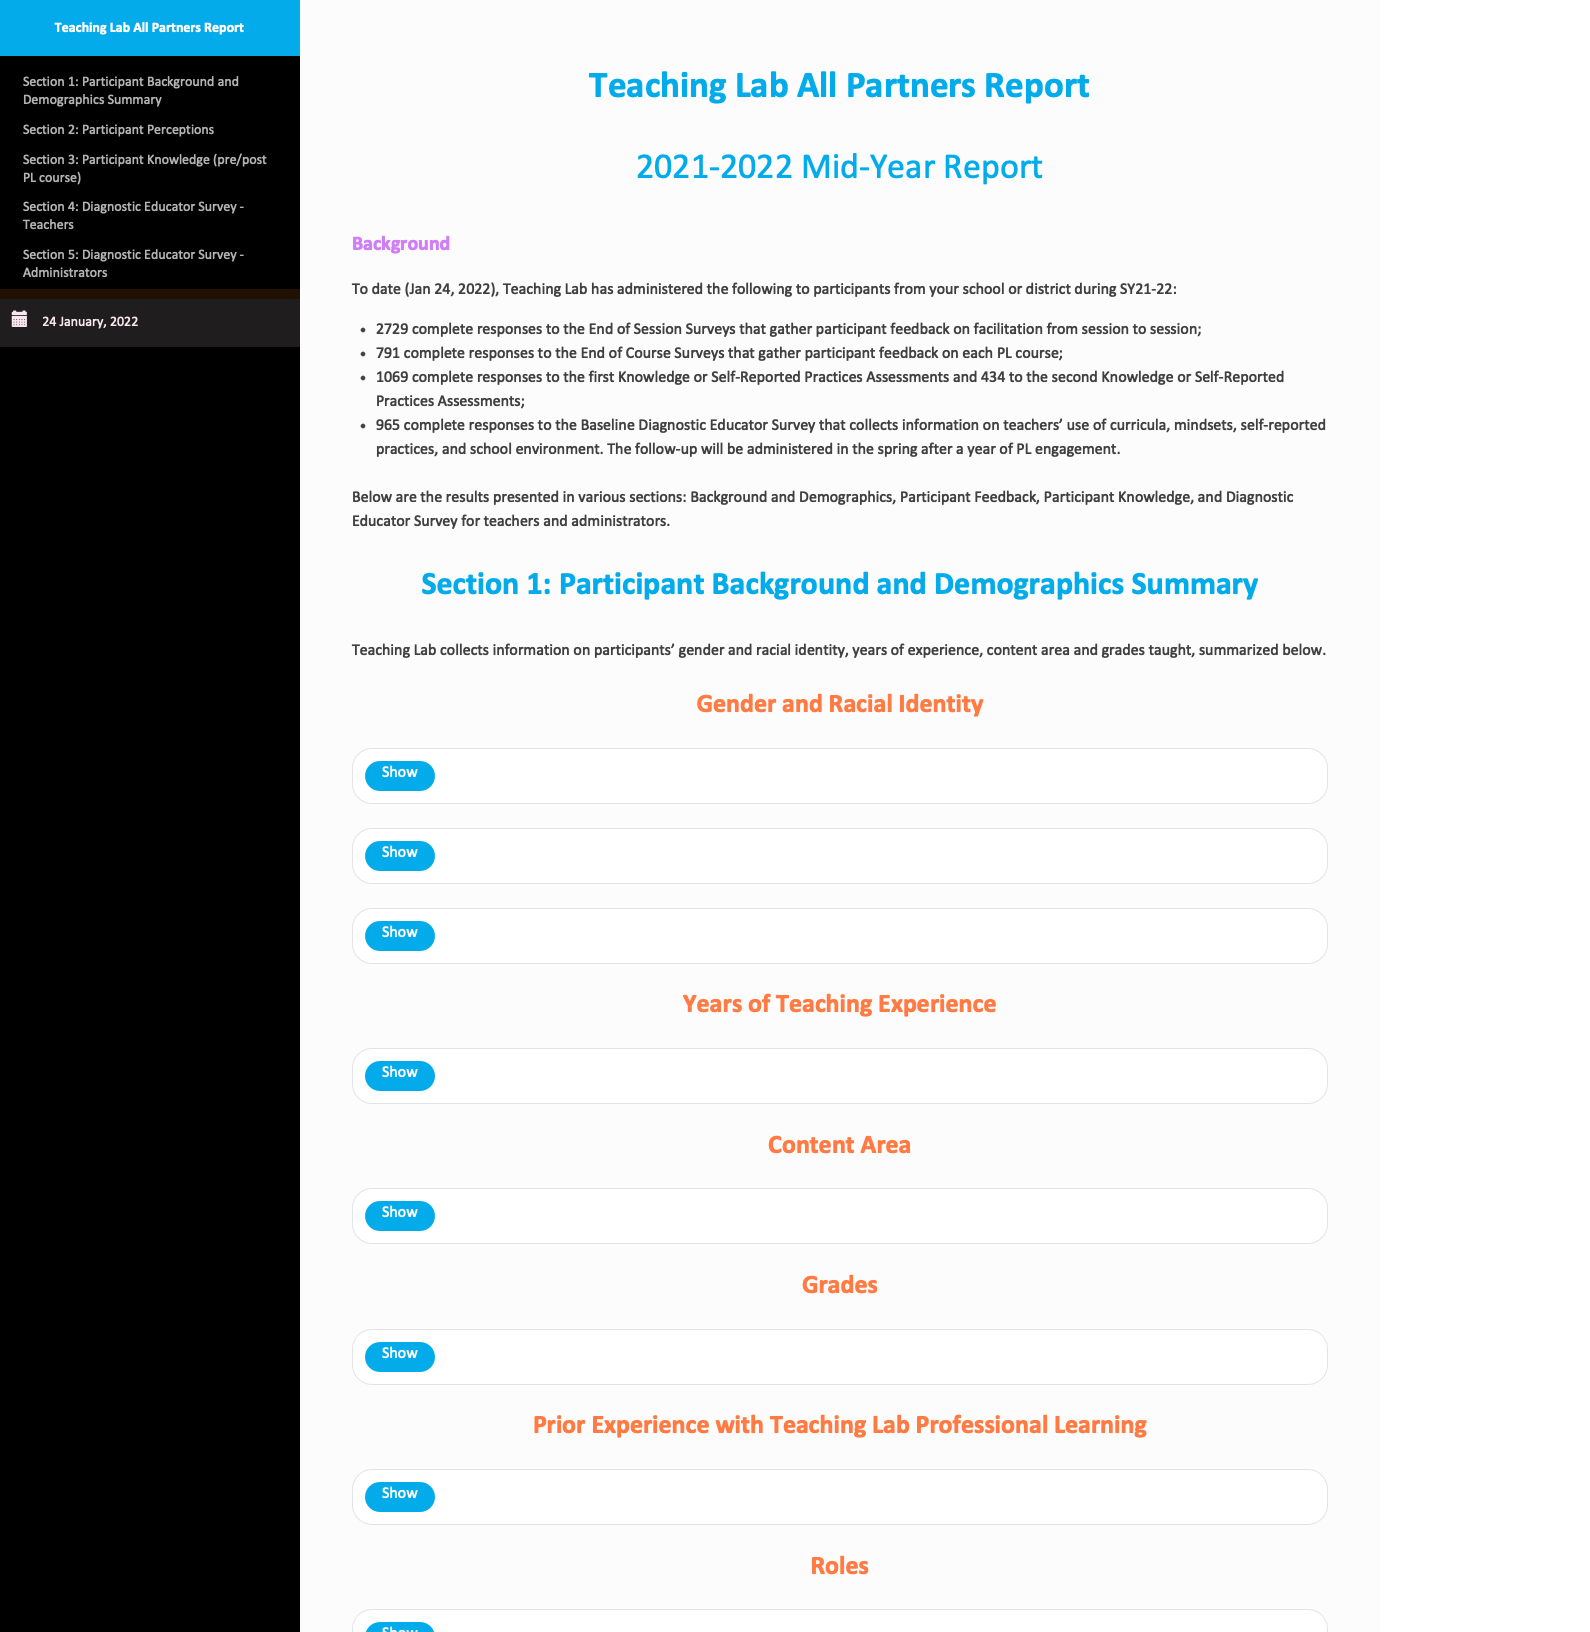 Teaching Lab All Partners Report
Section 1: Participant Background and
Demographics Summary
Section 2: Participant Perceptions
Section 3: Participant Knowledge (pre/post
PL course)
Section 4: Diagnostic Educator Survey -
Teachers
Section 5: Diagnostic Educator Survey -
Administrators
24 January, 2022
Teaching Lab All Partners Report
2021-2022 Mid-Year Report
Background
To date (Jan 24, 2022), Teaching Lab has administered the following to participants from your school or district during SY21-22:
• 2729 complete responses to the End of Session Surveys that gather participant feedback on facilitation from session to session;
• 791 complete responses to the End of Course Surveys that gather participant feedback on each PL course;
• 1069 complete responses to the first Knowledge or Self-Reported Practices Assessments and 434 to the second Knowledge or Self-Reported
Practices Assessments;
• 965 complete responses to the Baseline Diagnostic Educator Survey that collects information on teachers’ use of curricula, mindsets, self-reported
practices, and school environment. The follow-up will be administered in the spring after a year of PL engagement.
Below are the results presented in various sections: Background and Demographics, Participant Feedback, Participant Knowledge, and Diagnostic
Educator Survey for teachers and administrators.
Section 1: Participant Background and Demographics Summary
Teaching Lab collects information on participants’ gender and racial identity, years of experience, content area and grades taught, summarized below.
Gender and Racial Identity
Show
Show
Show
Years of Teaching Experience
Show
Content Area
Show
Grades
Show
Prior Experience with Teaching Lab Professional Learning
Show
Roles
Show